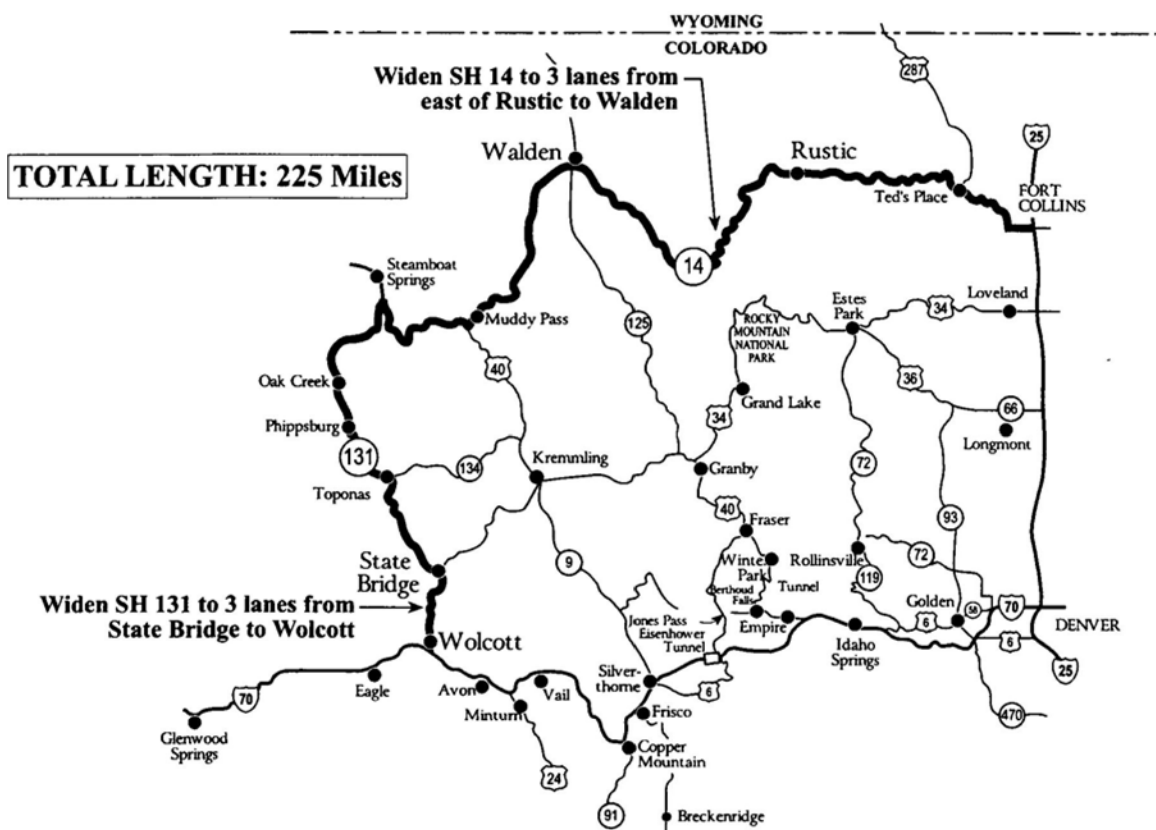 WYOMING
COLORADO
Widen SH 14 to 3 lanes from
east of Rustic to Walden
287
25
Walden
Rustic
TOTAL LENGTH: 225 Miles
Ted's Place
FORT
COLLINS
14
Steamboat
Springs
Muddy Pass
125
ROCKY
MOUNTAIN
NATIONAL
PARK
Estes
Park
34
Loveland
40
36
Oak Creek
Grand Lake
34
66
Phippsburg
Longmont
131
134
Kremmling
72
Toponas
Granby
40
93
Fraser
State
Bridge
9
Winter
Park
Rollinsville
72
Tunnel
119
Berthoud
Falls
Widen SH 131 to 3 lanes from
State Bridge to Wolcott
Golden
58
70
Jones Pass
Eisenhower
Tunnel
Empire
6
6
DENVER
Wolcott
Idaho
Springs
25
Silver-
thorne
6
70
Eagle
Avon
Vail
Minturn
Frisco
470
Glenwood
Springs
Copper
Mountain
24
91
Breckenridge